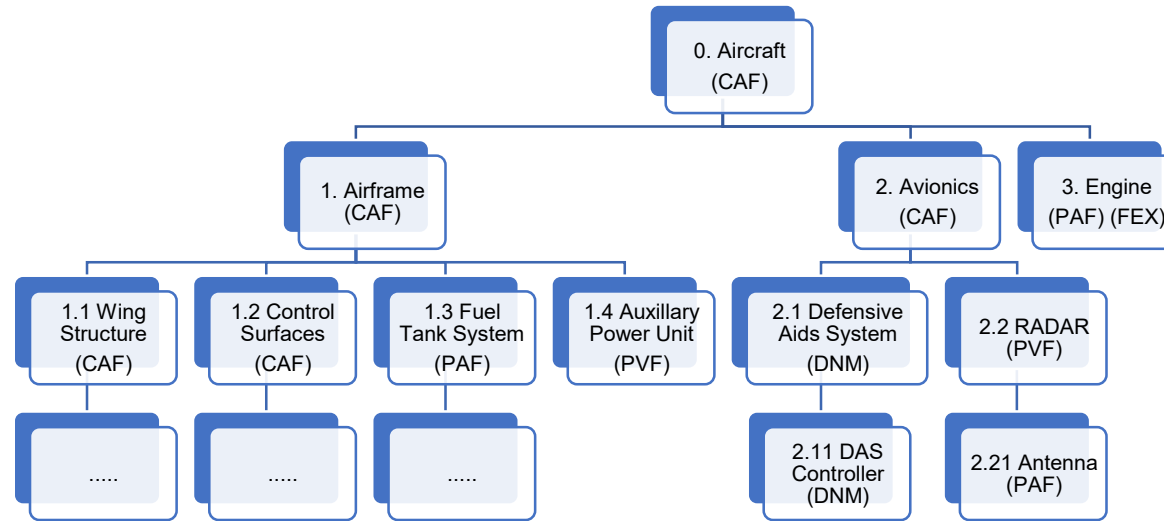 0. Aircraft
(CAF)
1. Airframe
(CAF)
2. Avionics
(CAF)
3. Engine
(PAF) (FEX)
1.1 Wing
Structure
(CAF)
1.2 Control
Surfaces
(CAF)
1.3 Fuel
Tank System
(PAF)
1.4 Auxillary
Power Unit
(PVF)
2.1 Defensive
Aids System
(DNM)
2.2 RADAR
(PVF)
.....
.....
.....
2.11 DAS
Controller
(DNM)
2.21 Antenna
(PAF)